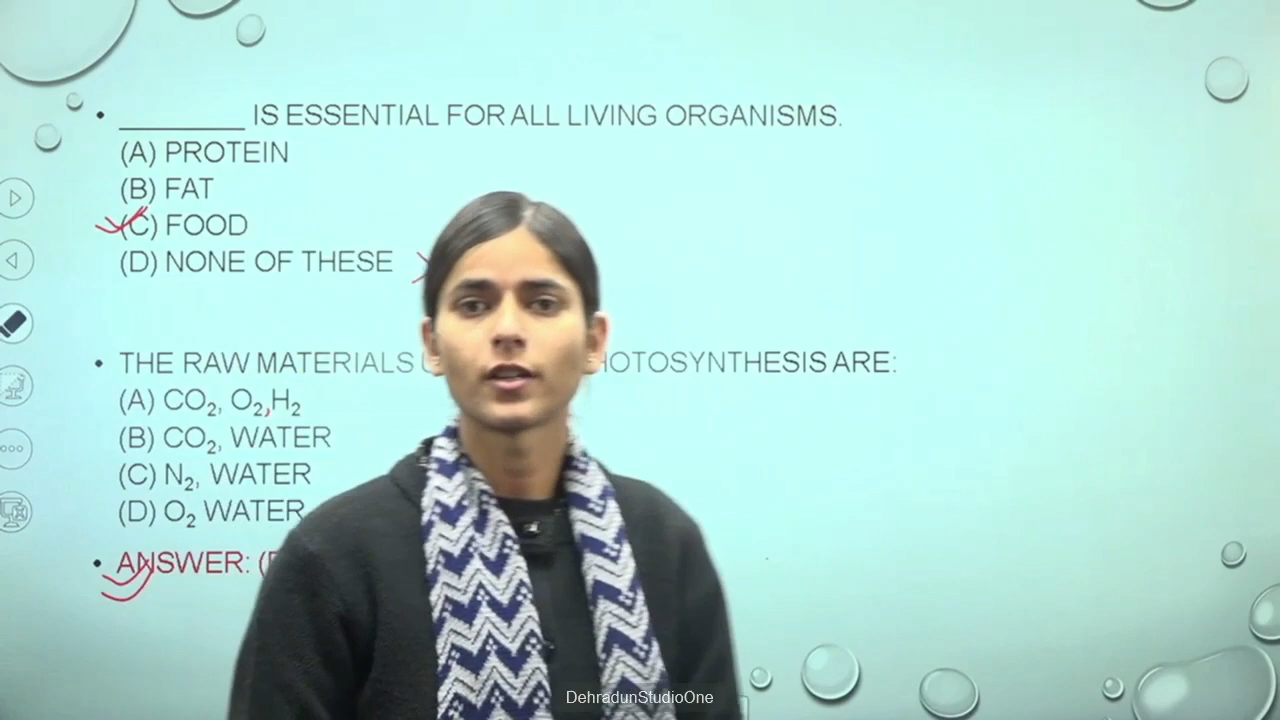 • ________ IS ESSENTIAL FOR ALL LIVING ORGANISMS.
(A) PROTEIN
(B) FAT
(C) FOOD
(D) NONE OF THESE
• THE RAW MATERIALS HOTOSYNTHESIS ARE:
(A) CO₂, O₂,H₂
(B) CO₂, WATER
(C) N₂, WATER
(D) O₂ WATER
• ANSWER: (
DehradunStudioOne